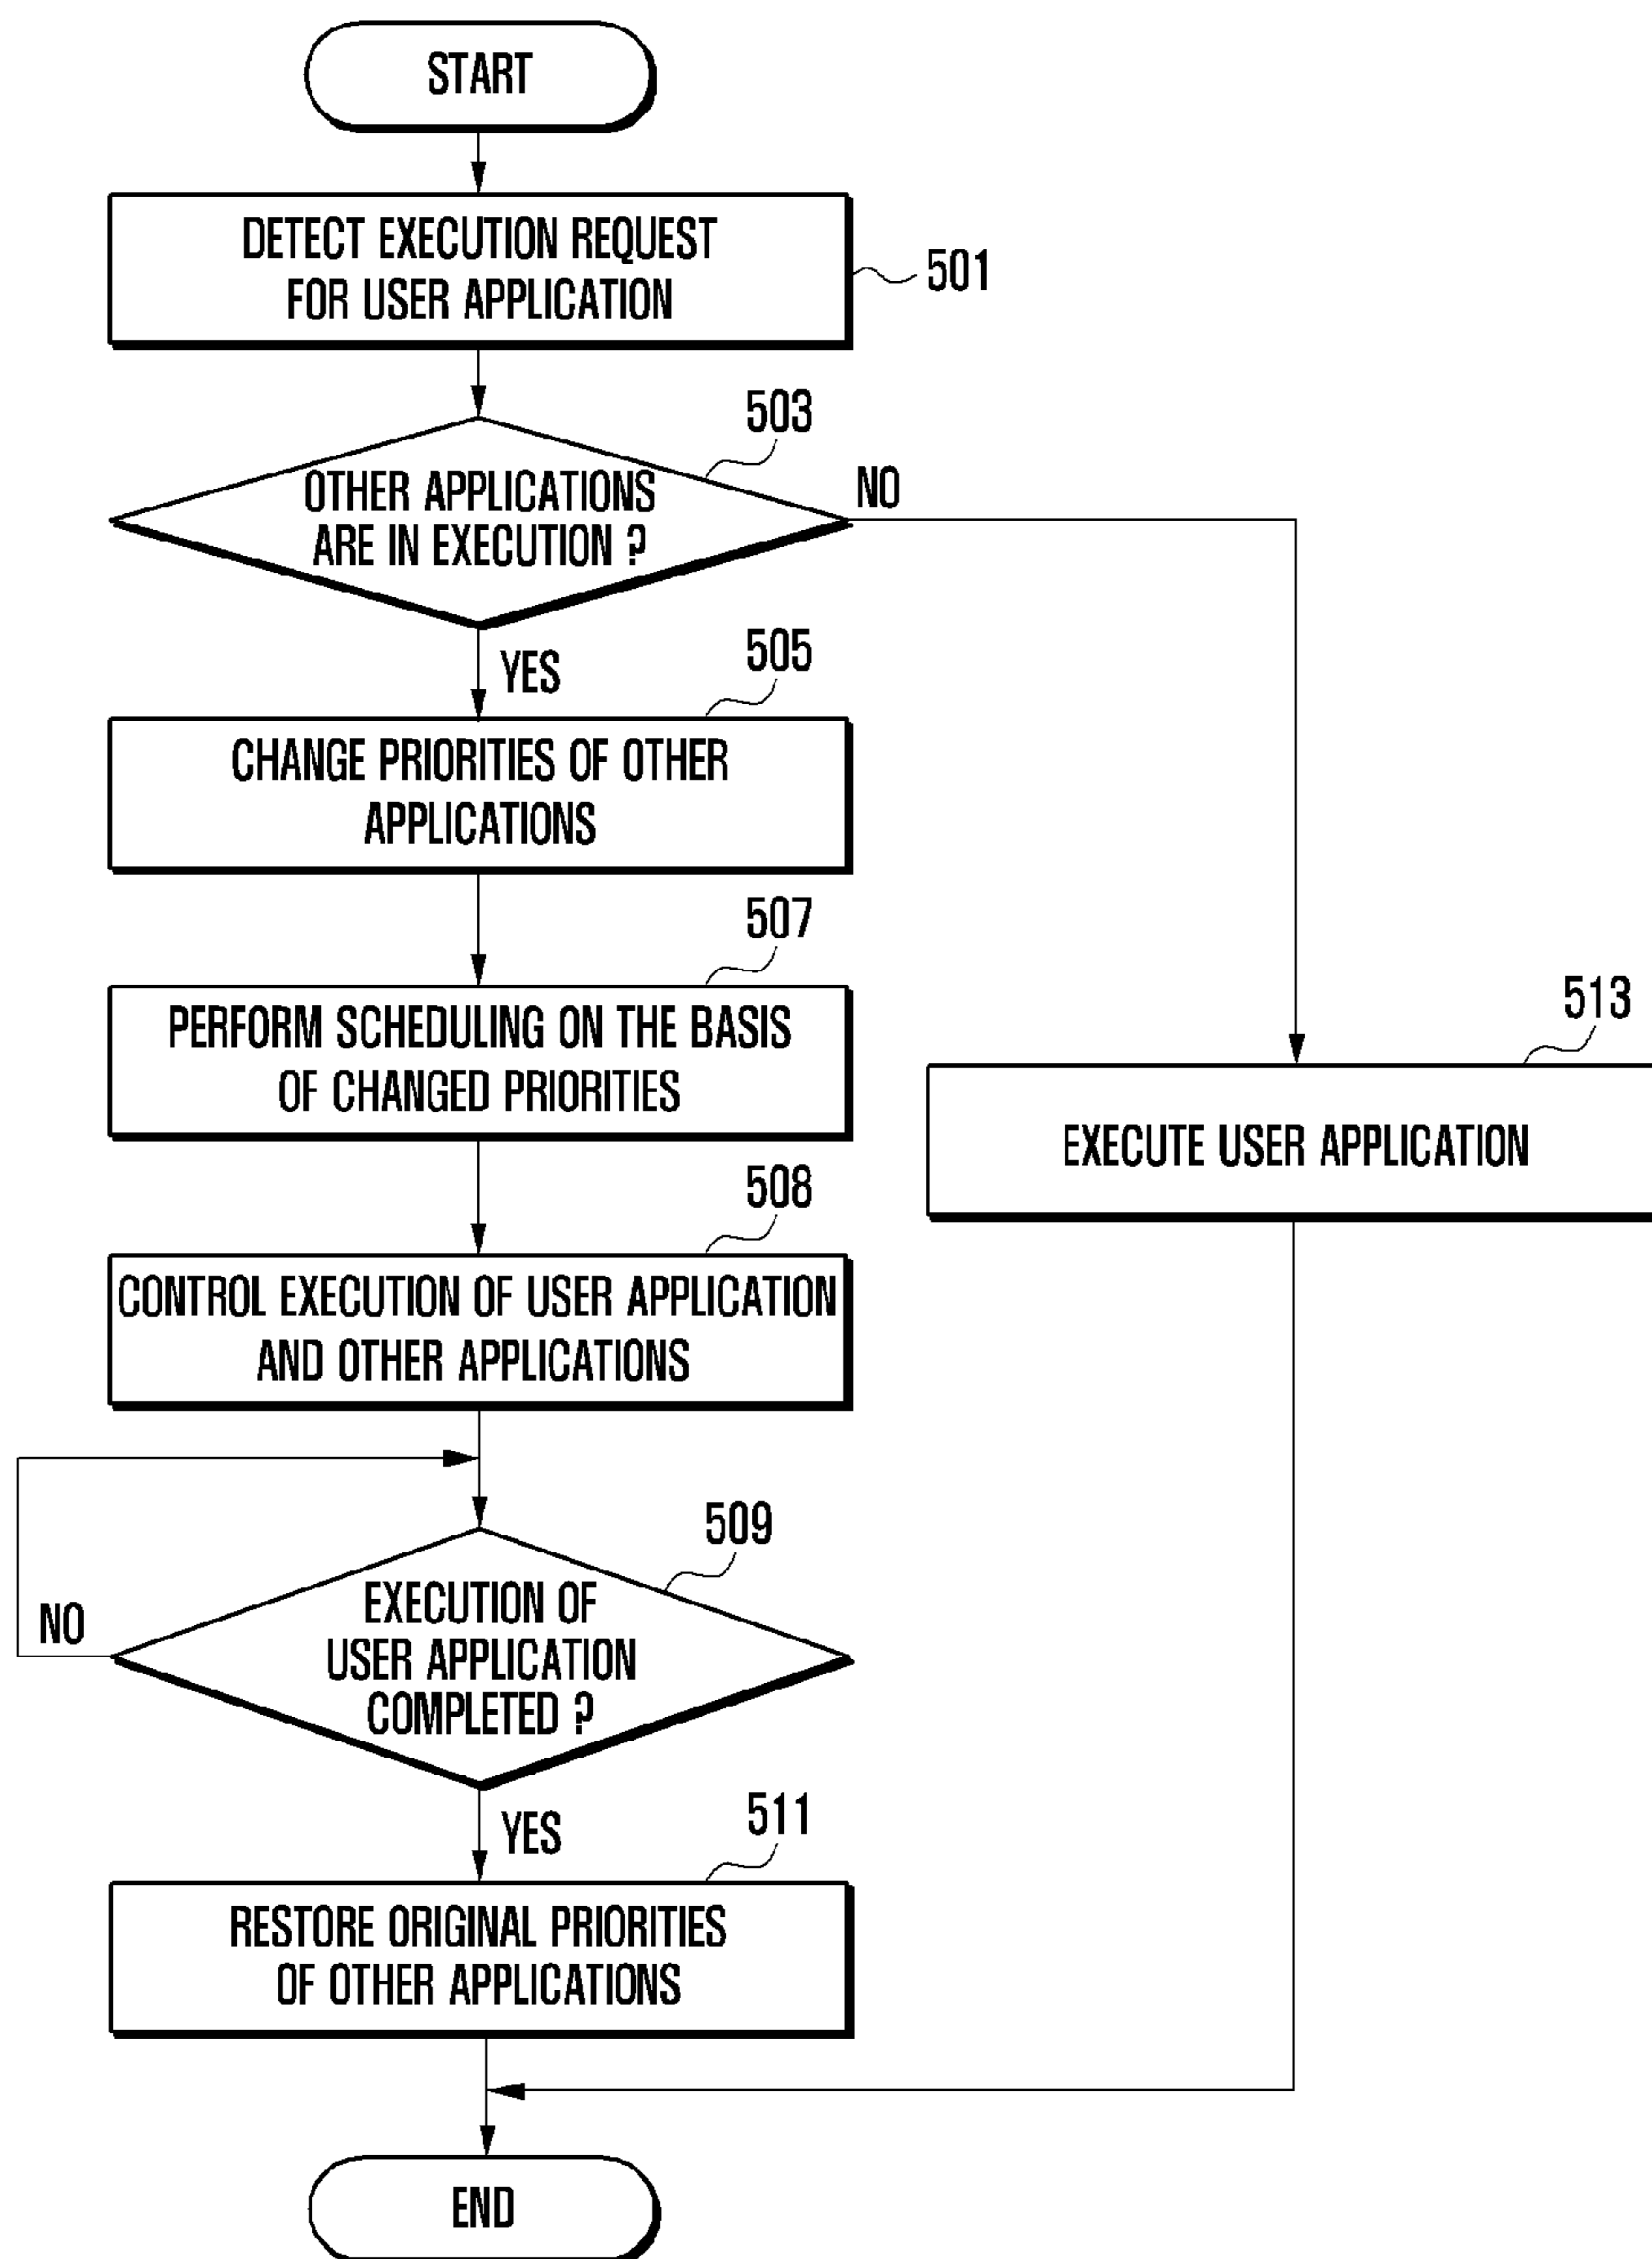 START
DETECT EXECUTION REQUEST
FOR USER APPLICATION
501
503
OTHER APPLICATIONS
ARE IN EXECUTION ?
NO
YES
505
CHANGE PRIORITIES OF OTHER
APPLICATIONS
507
PERFORM SCHEDULING ON THE BASIS
OF CHANGED PRIORITIES
513
EXECUTE USER APPLICATION
508
CONTROL EXECUTION OF USER APPLICATION
AND OTHER APPLICATIONS
509
EXECUTION OF
USER APPLICATION
COMPLETED ?
NO
YES
511
RESTORE ORIGINAL PRIORITIES
OF OTHER APPLICATIONS
END